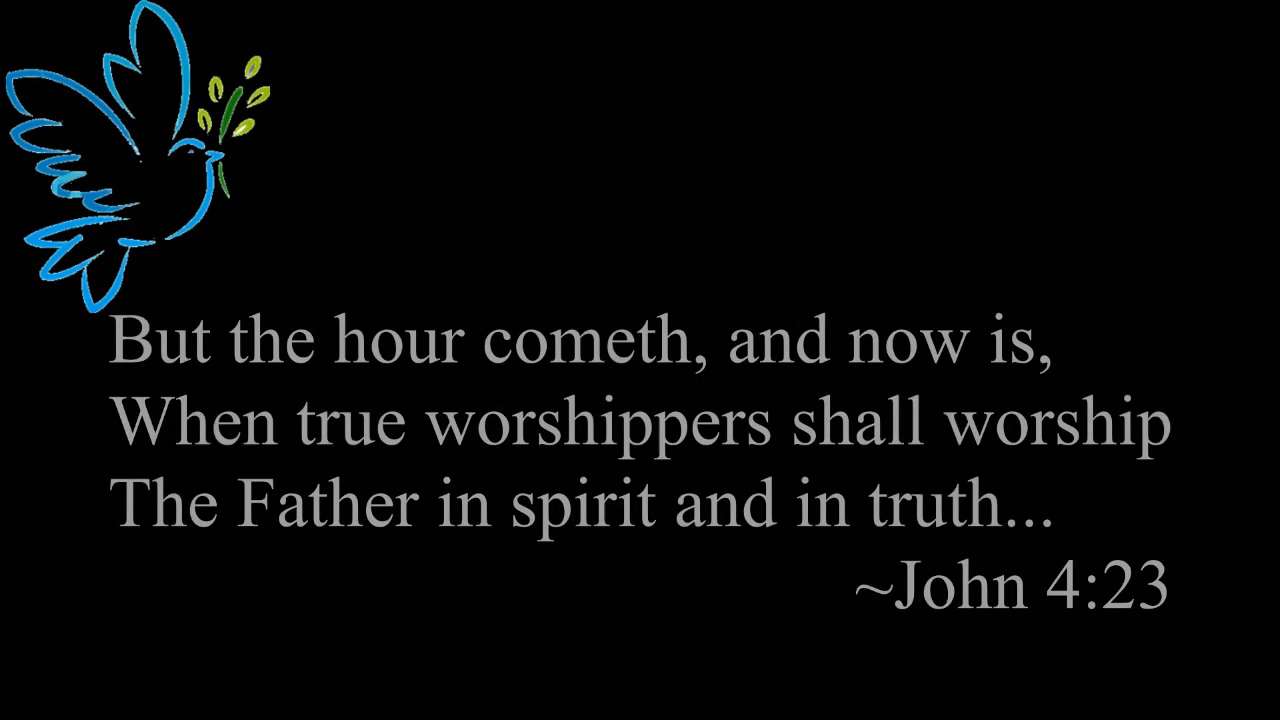 But the hour cometh, and now is,
When true worshippers shall worship
The Father in spirit and in truth...
~John 4:23